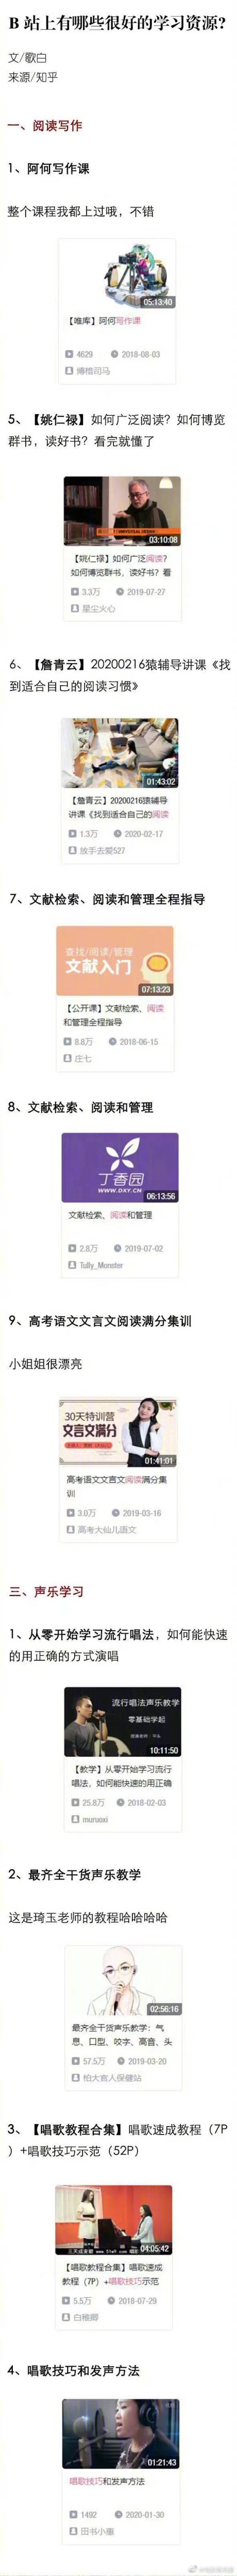 B 站上有哪些很好的学习资源?
文/歌白
来源/知乎
一、阅读写作
1、阿何写作课
整个课程我都上过哦，不错
05:13:40
【唯库】阿何写作课
4629 2018-08-03
博格司马
5、【姚仁禄】如何广泛阅读？如何博览
群书，读好书？看完就懂了
03:10:08
【姚仁禄】如何广泛阅读？
如何博览群书，读好书？看
3.3万 2019-07-27
星尘火心
6、【詹青云】20200216猿辅导讲课《找
到适合自己的阅读习惯》
01:43:02
【詹青云】20200216猿辅导
讲课《找到适合自己的阅读
1.3万 2020-02-17
放手去爱527
7、文献检索、阅读和管理全程指导
查找/阅读/管理
文献入门
07:13:23
【公开课】文献检索、阅读
和管理全程指导
8.8万 2018-06-15
庄七
8、文献检索、阅读和管理
丁香园
WWW.DXY.CN
06:13:56
文献检索、阅读和管理
2.8万 2019-07-02
Tully_Monster
9、高考语文文言文阅读满分集训
小姐姐很漂亮
30天特训营
文言文满分
01:41:01
高考语文文言文阅读满分集
训
3.0万 2019-03-16
高考大仙儿语文
三、声乐学习
1、从零开始学习流行唱法，如何能快速
的用正确的方式演唱
流行唱法声乐教学
零基础学起
10:11:50
【教学】从零开始学习流行
唱法，如何能快速的用正确
25.8万 2018-02-03
muruoxi
2、最齐全干货声乐教学
这是琦玉老师的教程哈哈哈哈
02:56:16
最齐全干货声乐教学：气
息、口型、咬字、高音、头
57.5万 2019-03-20
柏大官人保健站
3、【唱歌教程合集】唱歌速成教程（7P
）+唱歌技巧示范（52P）
04:05:42
【唱歌教程合集】唱歌速成
教程（7P）+唱歌技巧示范
5.5万 2018-07-29
白稚卿
4、唱歌技巧和发声方法
01:21:43
唱歌技巧和发声方法
1492 2020-01-30
田书小重